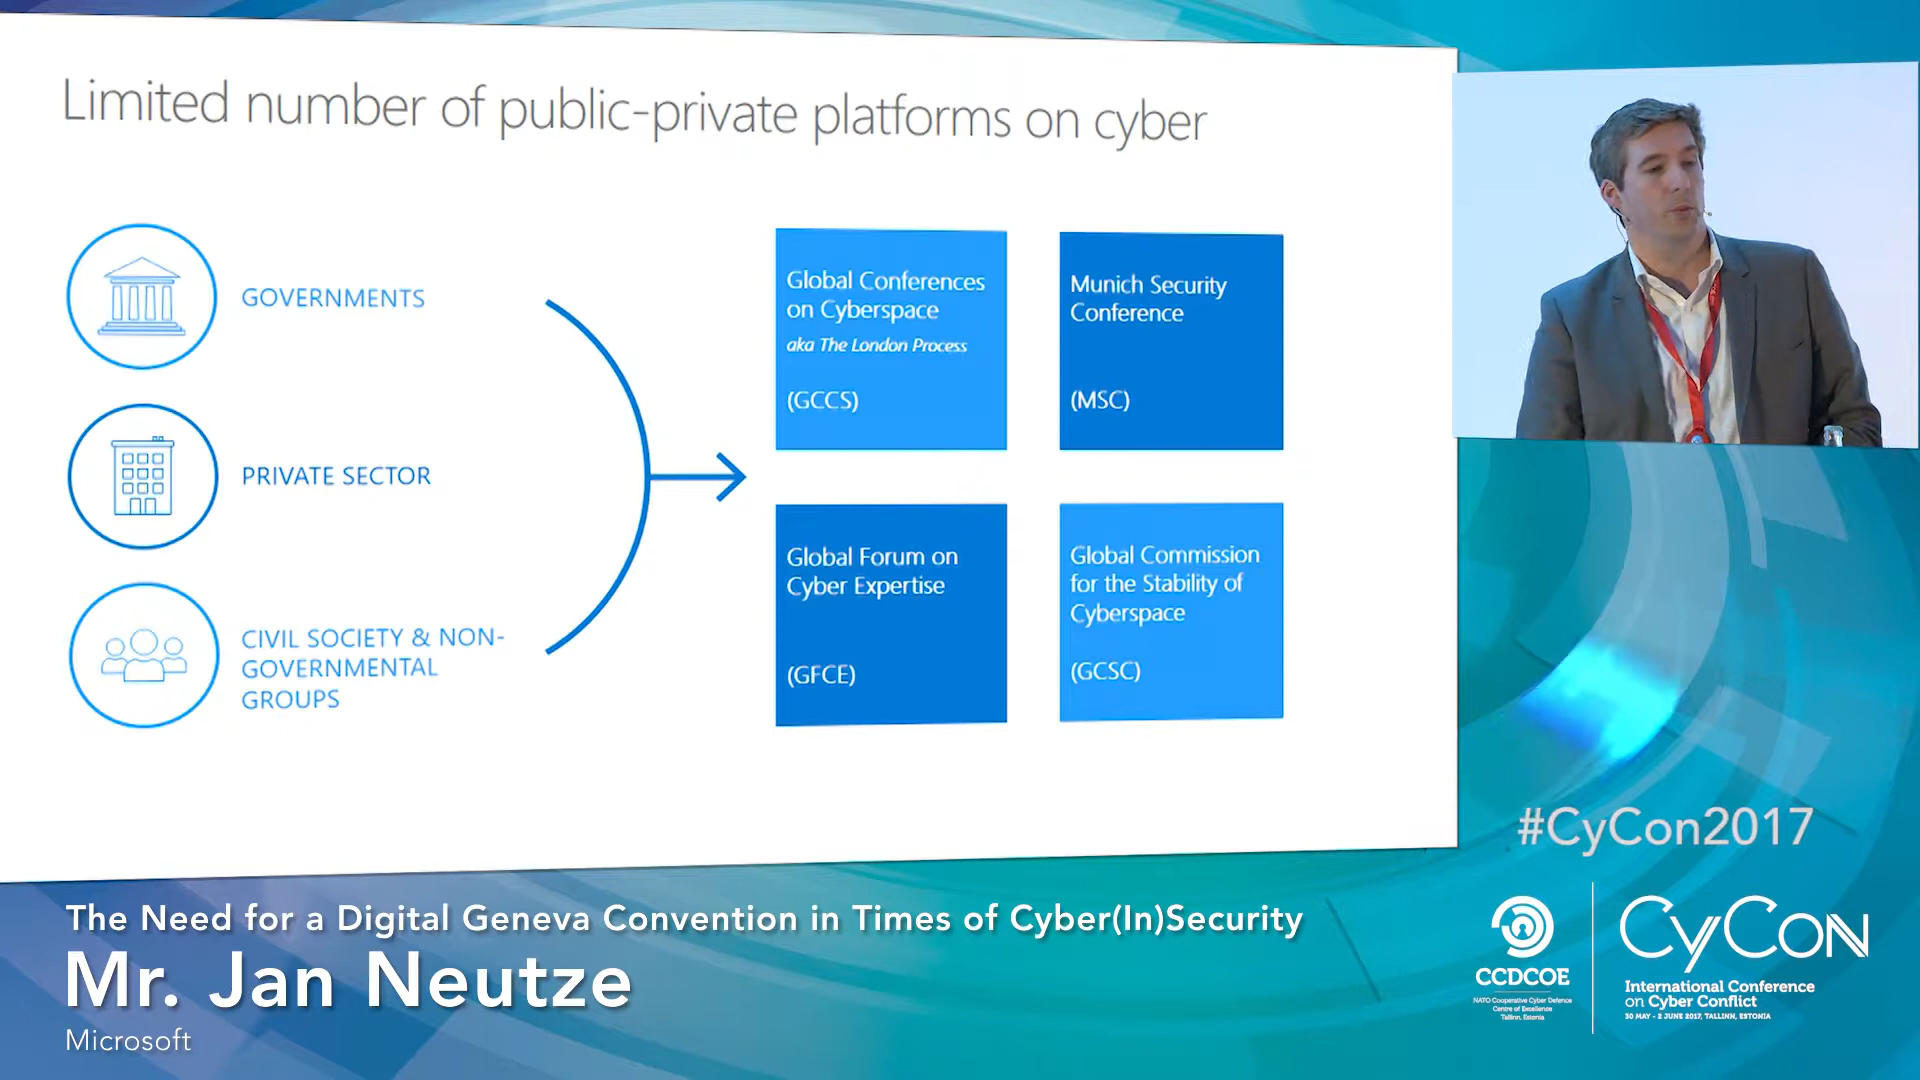 Limited number of public-private platforms on cyber
GOVERNMENTS
PRIVATE SECTOR
CIVIL SOCIETY & NON-
GOVERNMENTAL
GROUPS
Global Conferences
on Cyberspace
aka The London Process
(GCCS)
Munich Security
Conference
(MSC)
Global Forum on
Cyber Expertise
(GFCE)
Global Commission
for the Stability of
Cyberspace
(GCSC)
#CyCon2017
The Need for a Digital Geneva Convention in Times of Cyber(In)Security
Mr. Jan Neutze
Microsoft
CCDCOE
NATO Cooperative Cyber Defence
Centre of Excellence
Tallinn, Estonia
CyCoN
International Conference
on Cyber Conflict
30 MAY - 2 JUNE 2017, TALLINN, ESTONIA